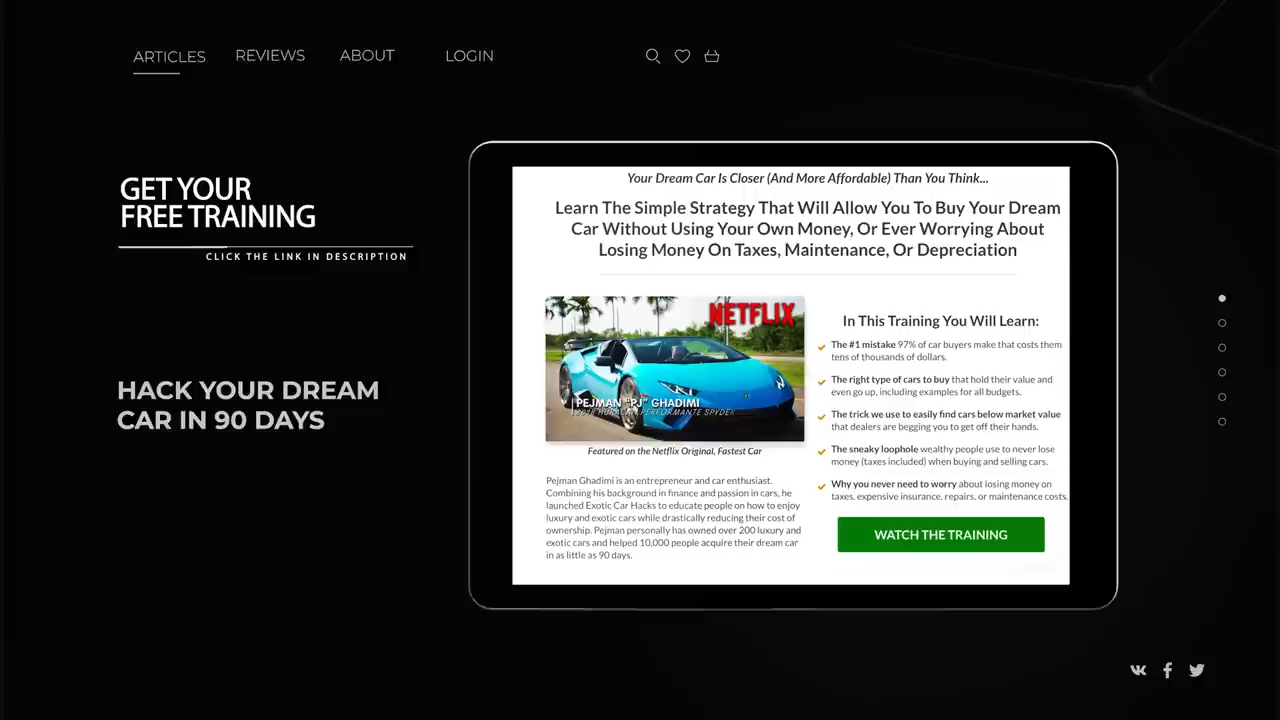 ARTICLES REVIEWS ABOUT LOGIN
GET YOUR
FREE TRAINING
CLICK THE LINK IN DESCRIPTION
HACK YOUR DREAM
CAR IN 90 DAYS
Your Dream Car Is Closer (And More Affordable) Than You Think...
Learn The Simple Strategy That Will Allow You To Buy Your Dream
Car Without Using Your Own Money, Or Ever Worrying About
Losing Money On Taxes, Maintenance, Or Depreciation
NETFLIX
PEJMAN "PJ" GHADIMI
2018 HURACAN PERFORMANTE SPYDER
Featured on the Netflix Original, Fastest Car
Pejman Ghadimi is an entrepreneur and car enthusiast.
Combining his background in finance and passion in cars, he
launched Exotic Car Hacks to educate people on how to enjoy
luxury and exotic cars while drastically reducing their cost of
ownership. Pejman personally has owned over 200 luxury and
exotic cars and helped 10,000 people acquire their dream car
in as little as 90 days.
In This Training You Will Learn:
The #1 mistake 97% of car buyers make that costs them
tens of thousands of dollars.
The right type of cars to buy that hold their value and
even go up, including examples for all budgets.
The trick we use to easily find cars below market value
that dealers are begging you to get off their hands.
The sneaky loophole wealthy people use to never lose
money (taxes included) when buying and selling cars.
Why you never need to worry about losing money on
taxes, expensive insurance, repairs, or maintenance costs.
WATCH THE TRAINING